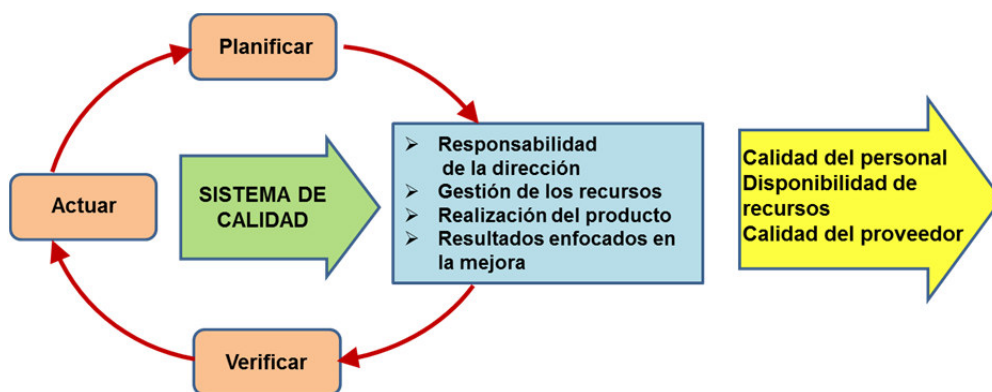 Planificar
Actuar
SISTEMA DE
CALIDAD
➢ Responsabilidad
de la dirección
➢ Gestión de los recursos
➢ Realización del producto
➢ Resultados enfocados en
la mejora
Calidad del personal
Disponibilidad de
recursos
Calidad del proveedor
Verificar